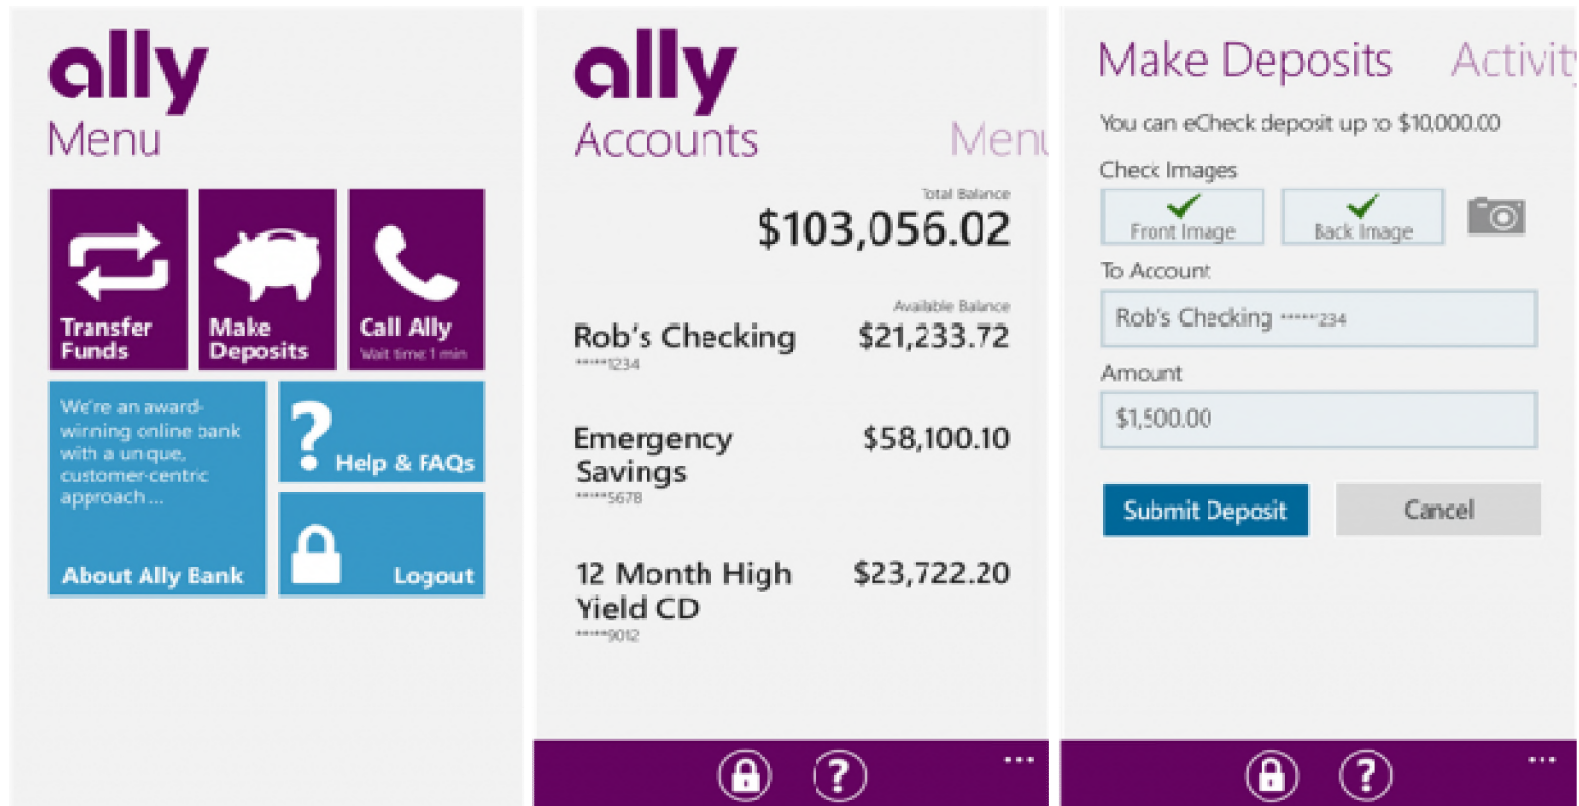 ally
Menu
Transfer
Funds
Make
Deposits
Call Ally
Wait time: 1 min
We're an award-
winning online bank
with a unique,
customer-centric
approach ...
About Ally Bank
Help & FAQs
Logout
ally
Accounts
Menu
Total Balance
$103,056.02
Available Balance
Rob's Checking $21,233.72
*****1234
Emergency $58,100.10
Savings
*****5678
12 Month High $23,722.20
Yield CD
*****9012
Make Deposits Activity
You can eCheck deposit up to $10,000.00
Check Images
Front Image
Back Image
To Account
Rob's Checking *****1234
Amount
$1,500.00
Submit Deposit
Cancel